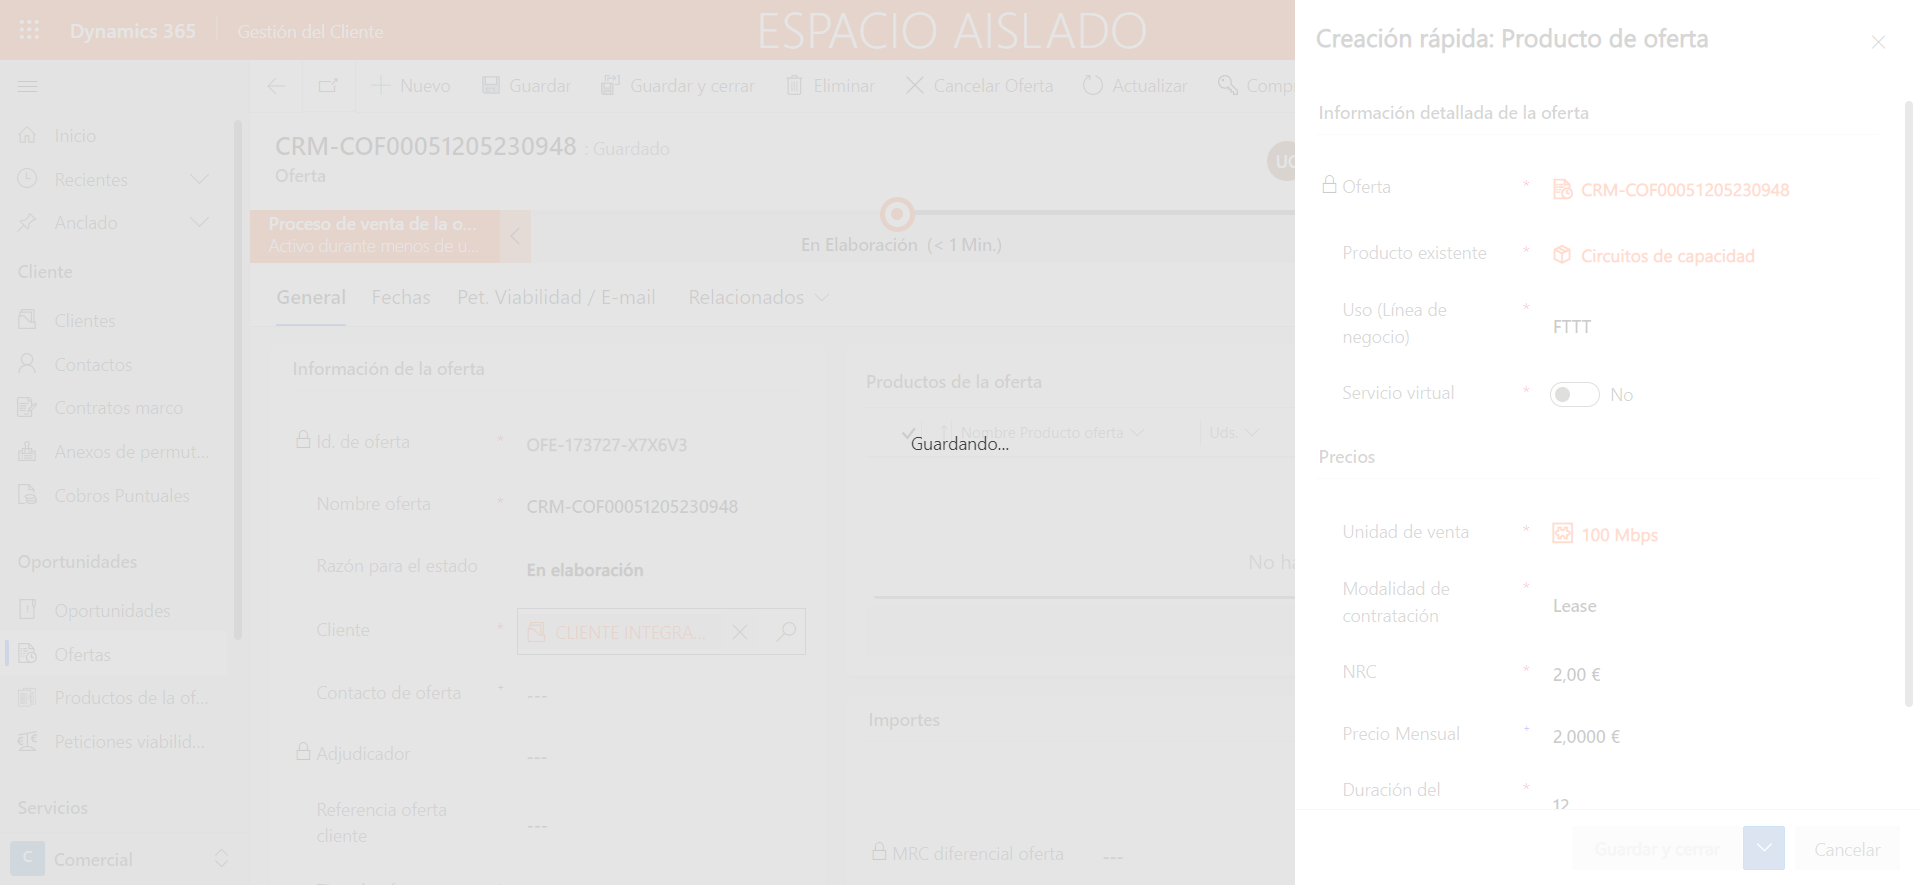 Dynamics 365
Gestión del Cliente
ESPACIO AISLADO
Nuevo
Guardar
Guardar y cerrar
Eliminar
Cancelar Oferta
Actualizar
Inicio
Recientes
Anclado
Cliente
Clientes
Contactos
Contratos marco
Anexos de permut...
Cobros Puntuales
Oportunidades
Oportunidades
Ofertas
Productos de la of...
Peticiones viabilid...
Servicios
C
Comercial
CRM-COF00051205230948 : Guardado
Oferta
Proceso de venta de la o...
Activo durante menos de u...
En Elaboración (< 1 Min.)
General
Fechas
Pet. Viabilidad / E-mail
Relacionados
Información de la oferta
Id. de oferta * OFE-173727-X7X6V3
Nombre oferta * CRM-COF00051205230948
Razón para el estado En elaboración
Cliente * CLIENTE INTEGRA...
Contacto de oferta + ---
Adjudicador ---
Referencia oferta
cliente ---
Productos de la oferta
Nombre Producto oferta
Uds.
Guardando...
No
Importes
MRC diferencial oferta ---
Creación rápida: Producto de oferta
Información detallada de la oferta
Oferta * CRM-COF00051205230948
Producto existente * Circuitos de capacidad
Uso (Línea de
negocio) * FTTT
Servicio virtual * No
Precios
Unidad de venta * 100 Mbps
Modalidad de
contratación * Lease
NRC * 2,00 €
Precio Mensual + 2,0000 €
Duración del * 12
Guardar y cerrar
Cancelar